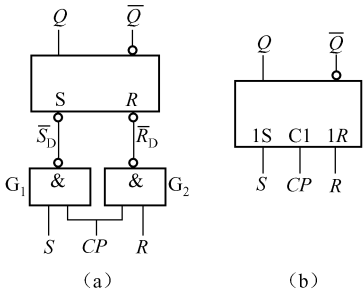 Q Q̅ Q Q̅
S R
S̅D R̅D
1S C1 1R
G1 & & G2
S CP R
S CP R
(a) (b)